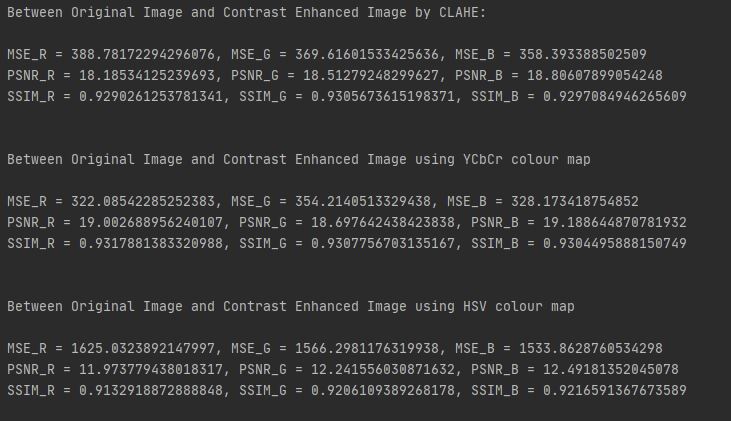 Between Original Image and Contrast Enhanced Image by CLAHE:
MSE_R = 388.78172294296076, MSE_G = 369.61601533425636, MSE_B = 358.393388502509
PSNR_R = 18.18534125239693, PSNR_G = 18.51279248299627, PSNR_B = 18.80607899054248
SSIM_R = 0.9290261253781341, SSIM_G = 0.9305673615198371, SSIM_B = 0.9297084946265609
Between Original Image and Contrast Enhanced Image using YCbCr colour map
MSE_R = 322.08542285252383, MSE_G = 354.2140513329438, MSE_B = 328.173418754852
PSNR_R = 19.002688956240107, PSNR_G = 18.697642438423838, PSNR_B = 19.188644870781932
SSIM_R = 0.9317881383320988, SSIM_G = 0.9307756703135167, SSIM_B = 0.9304495888150749
Between Original Image and Contrast Enhanced Image using HSV colour map
MSE_R = 1625.0323892147997, MSE_G = 1566.2981176319938, MSE_B = 1533.8628760534298
PSNR_R = 11.973779438018317, PSNR_G = 12.241556030871632, PSNR_B = 12.49181352045078
SSIM_R = 0.9132918872888848, SSIM_G = 0.9206109389268178, SSIM_B = 0.9216591367673589